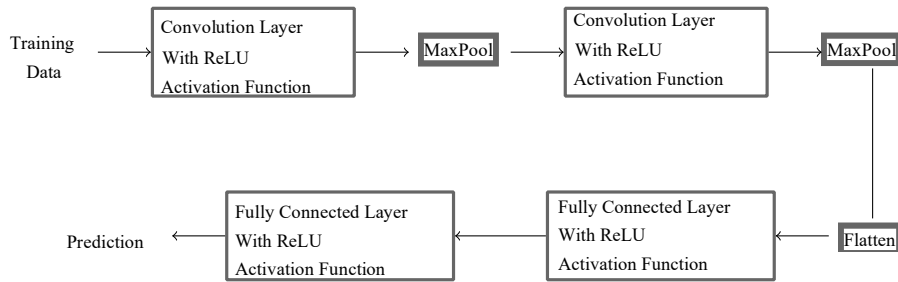 Training
Data
Convolution Layer
With ReLU
Activation Function
MaxPool
Convolution Layer
With ReLU
Activation Function
MaxPool
Flatten
Fully Connected Layer
With ReLU
Activation Function
Fully Connected Layer
With ReLU
Activation Function
Prediction